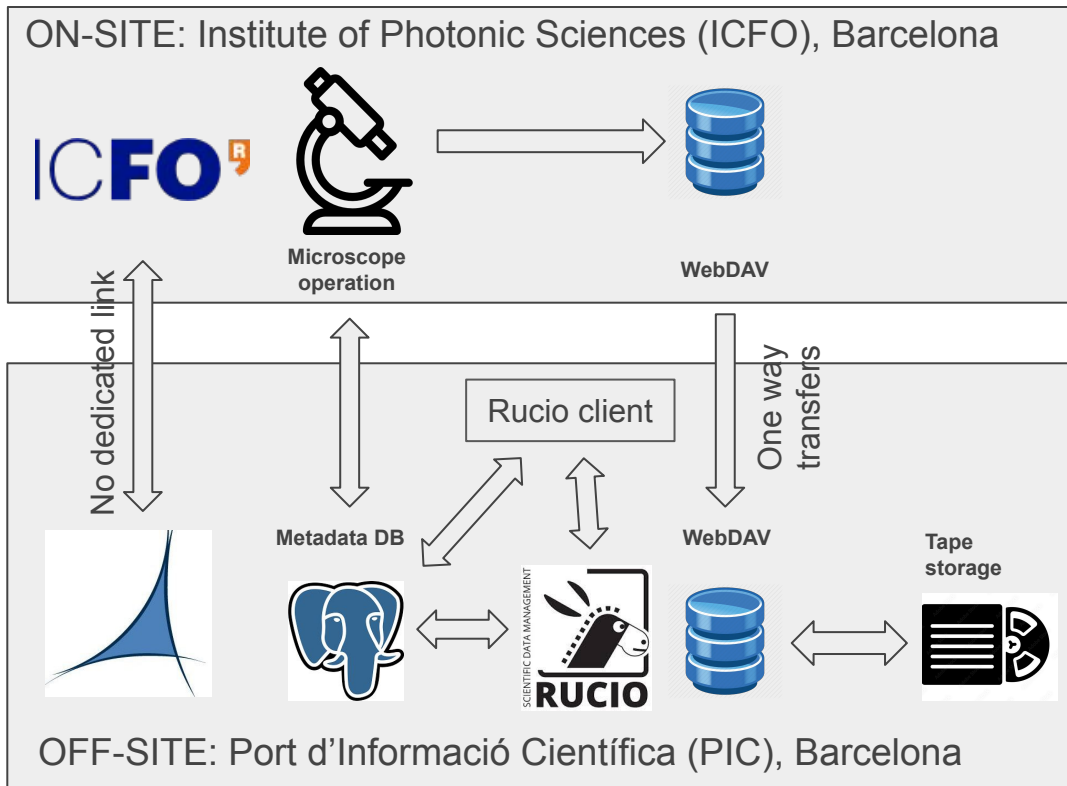 ON-SITE: Institute of Photonic Sciences (ICFO), Barcelona
ICFO
R
Microscope
operation
WebDAV
No dedicated link
One way
transfers
Rucio client
Metadata DB
WebDAV
Tape
storage
SCIENTIFIC DATA MANAGEMENT
RUCIO
OFF-SITE: Port d’Informació Científica (PIC), Barcelona